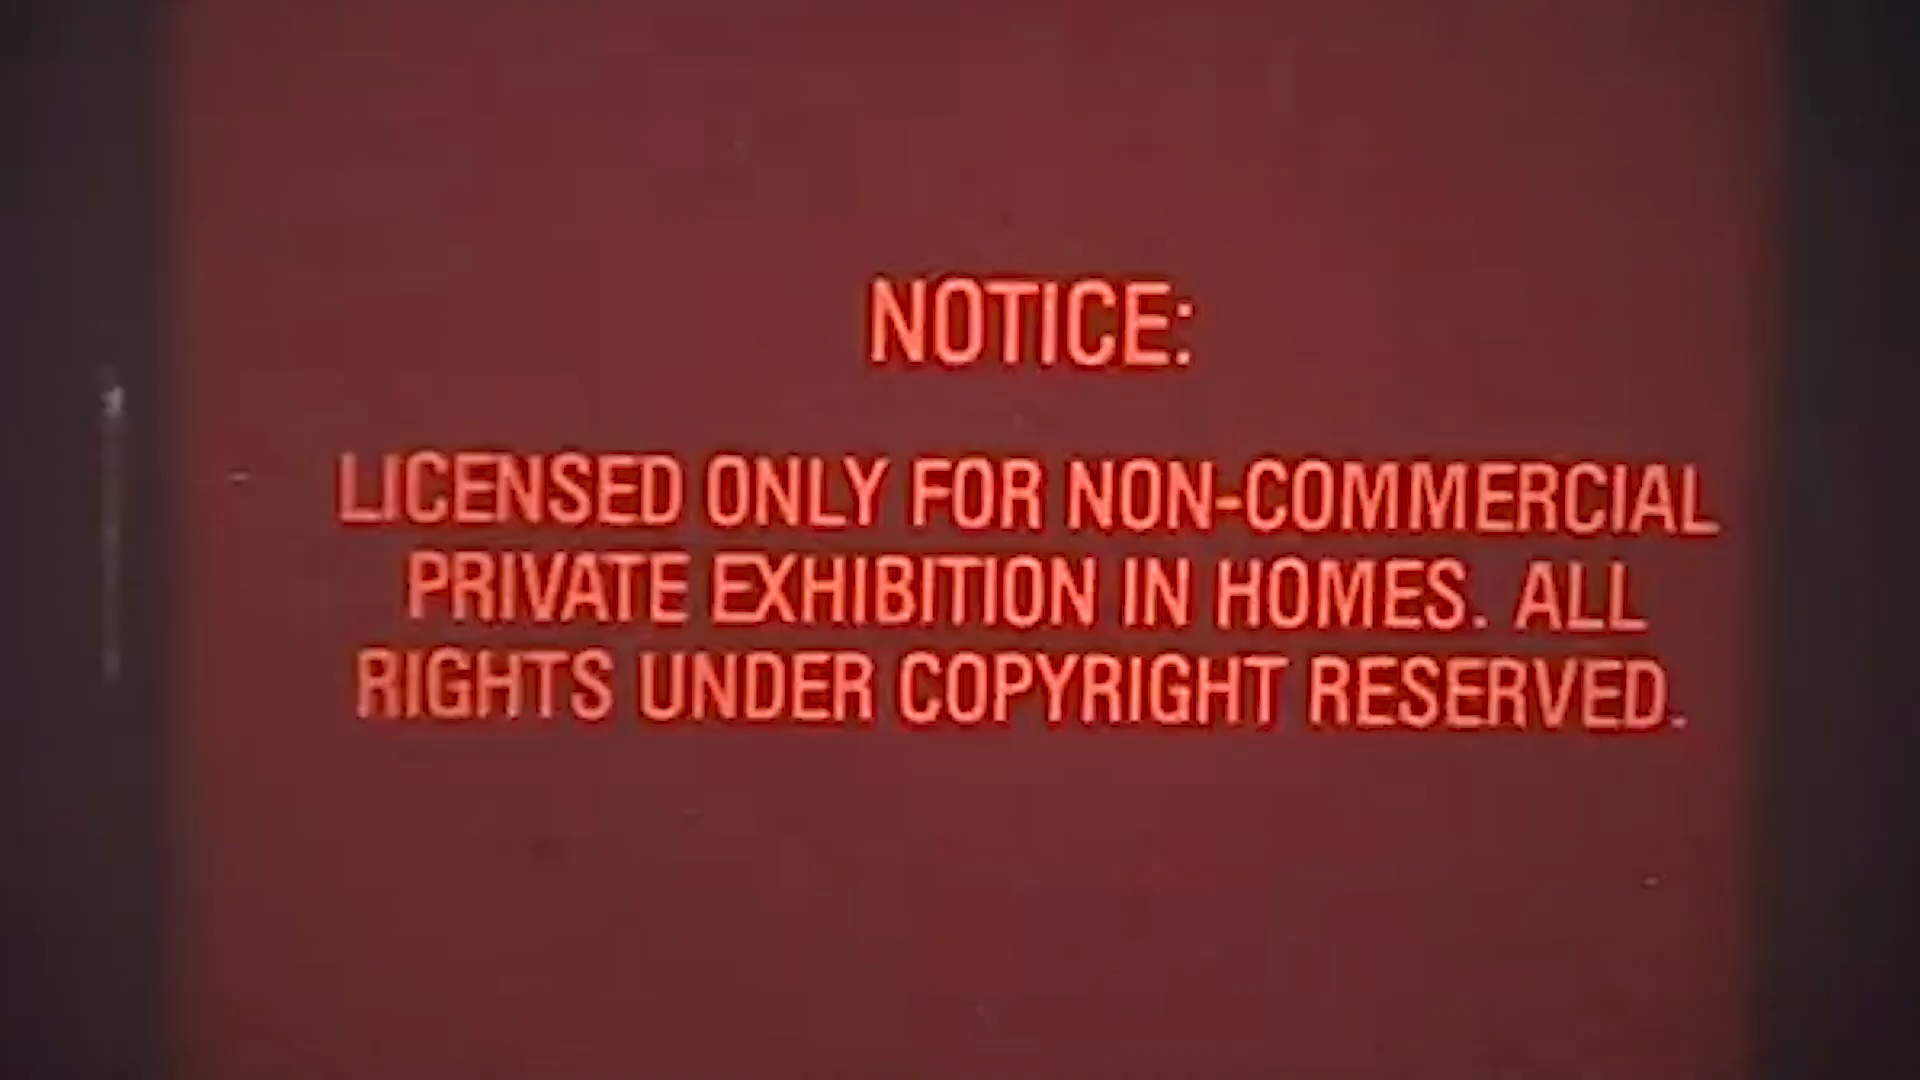 NOTICE:
LICENSED ONLY FOR NON-COMMERCIAL
PRIVATE EXHIBITION IN HOMES. ALL
RIGHTS UNDER COPYRIGHT RESERVED.